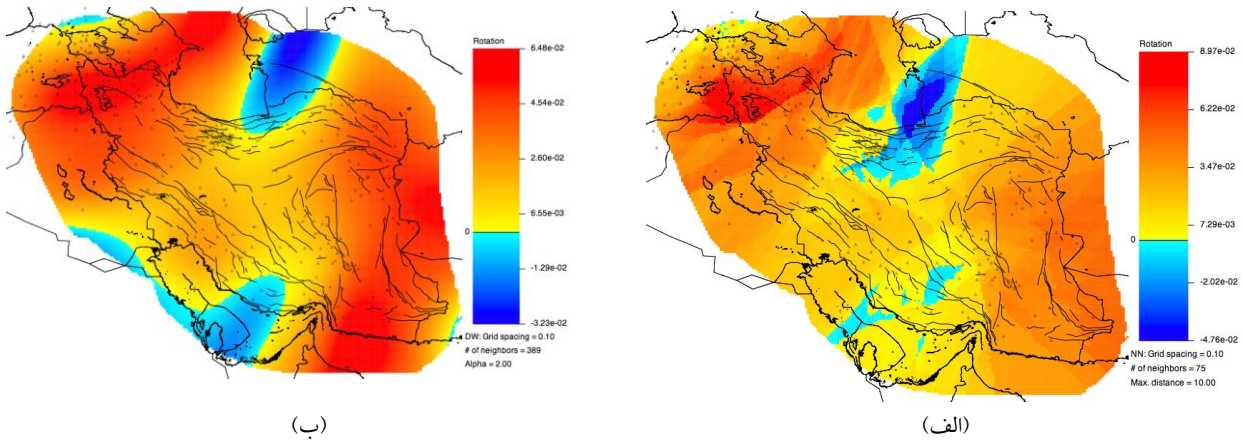 Rotation
6.48e-02
4.54e-02
2.60e-02
6.55e-03
0
-1.29e-02
-3.23e-02
DW: Grid spacing = 0.10
# of neighbors = 389
Alpha = 2.00
(ب)
Rotation
8.97e-02
6.22e-02
3.47e-02
7.29e-03
0
-2.02e-02
-4.76e-02
NN: Grid spacing = 0.10
# of neighbors = 75
Max. distance = 10.00
(الف)